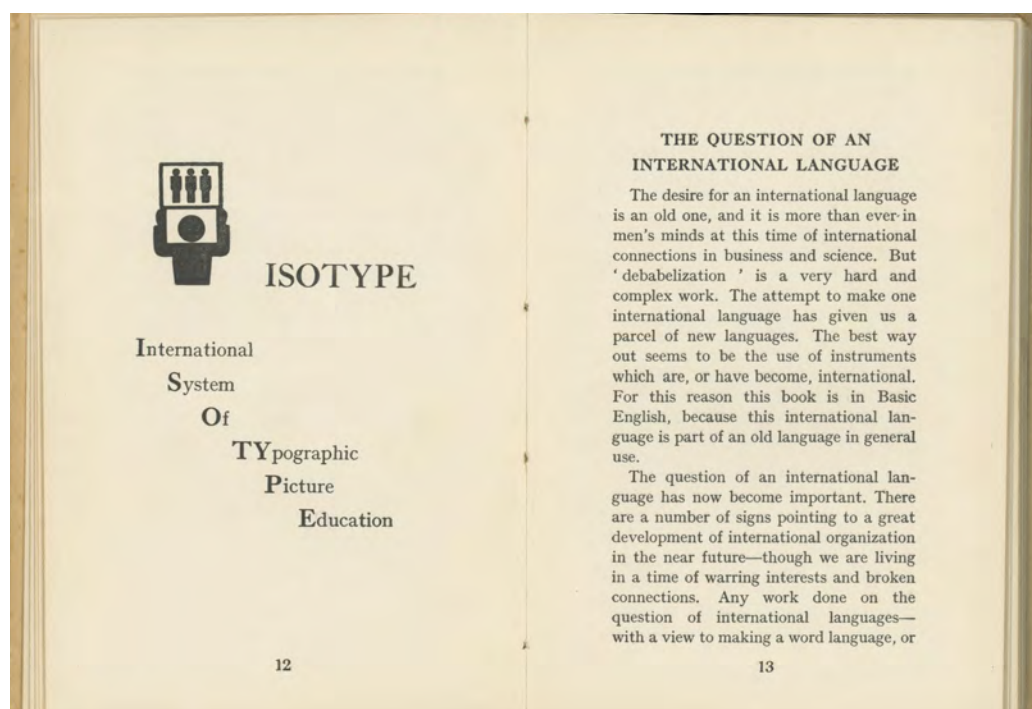 ISOTYPE
International
System
Of
TYpographic
Picture
Education
12
THE QUESTION OF AN
INTERNATIONAL LANGUAGE
The desire for an international language
is an old one, and it is more than ever in
men's minds at this time of international
connections in business and science. But
‘ debabelization ’ is a very hard and
complex work. The attempt to make one
international language has given us a
parcel of new languages. The best way
out seems to be the use of instruments
which are, or have become, international.
For this reason this book is in Basic
English, because this international lan-
guage is part of an old language in general
use.
The question of an international lan-
guage has now become important. There
are a number of signs pointing to a great
development of international organization
in the near future—though we are living
in a time of warring interests and broken
connections. Any work done on the
question of international languages—
with a view to making a word language, or
13